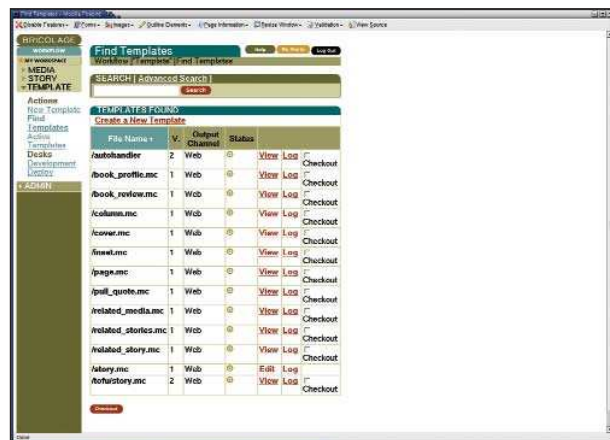 Find Templates - Mozilla Firefox
Disable Features Forms Images Outline Elements Page Information Resize Window Validation View Source
BRICOLAGE
WORKFLOW
MY WORKSPACE
MEDIA
STORY
TEMPLATE
Actions
New Template
Find
Templates
Active
Templates
Desks
Development
Deploy
ADMIN
Find Templates
Help
Log Out
Workflow | "Template" | Find Templates
SEARCH [ Advanced Search ]
Search
TEMPLATES FOUND
Create a New Template
File Name V. Output Channel Status
/autohandler 2 Web View Log Checkout
/book_profile.mc 1 Web View Log Checkout
/book_review.mc 1 Web View Log Checkout
/column.mc 1 Web View Log Checkout
/cover.mc 1 Web View Log Checkout
/inset.mc 1 Web View Log Checkout
/page.mc 1 Web View Log Checkout
/pull_quote.mc 1 Web View Log Checkout
/related_media.mc 1 Web View Log Checkout
/related_stories.mc 1 Web View Log Checkout
/related_story.mc 1 Web View Log Checkout
/story.mc 1 Web Edit Log
/tofu/story.mc 2 Web View Log Checkout
Checkout
Done